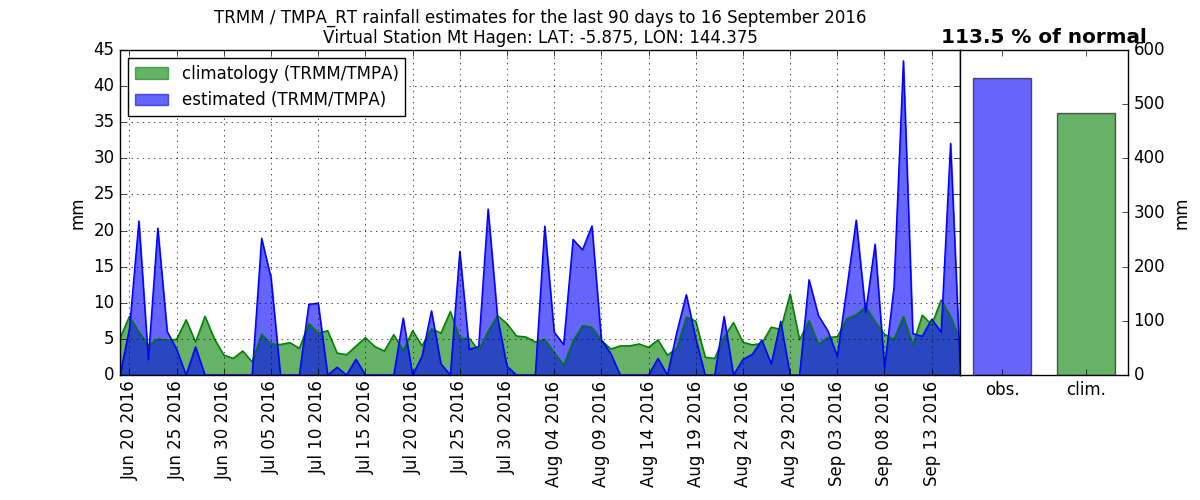 TRMM / TMPA_RT rainfall estimates for the last 90 days to 16 September 2016
Virtual Station Mt Hagen: LAT: -5.875, LON: 144.375
113.5 % of normal
climatology (TRMM/TMPA)
estimated (TRMM/TMPA)
45
40
35
30
25
20
15
10
5
0
mm
600
500
400
300
200
100
0
mm
Jun 20 2016
Jun 25 2016
Jun 30 2016
Jul 05 2016
Jul 10 2016
Jul 15 2016
Jul 20 2016
Jul 25 2016
Jul 30 2016
Aug 04 2016
Aug 09 2016
Aug 14 2016
Aug 19 2016
Aug 24 2016
Aug 29 2016
Sep 03 2016
Sep 08 2016
Sep 13 2016
obs.
clim.